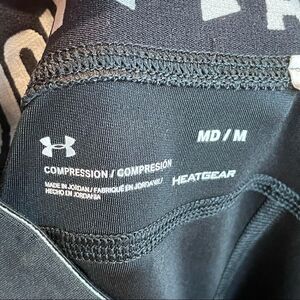 MD / M
COMPRESSION / COMPRESIÓN
HEATGEAR
MADE IN JORDAN / FABRIQUÉ EN JORDANIE/
HECHO EN JORDANIA